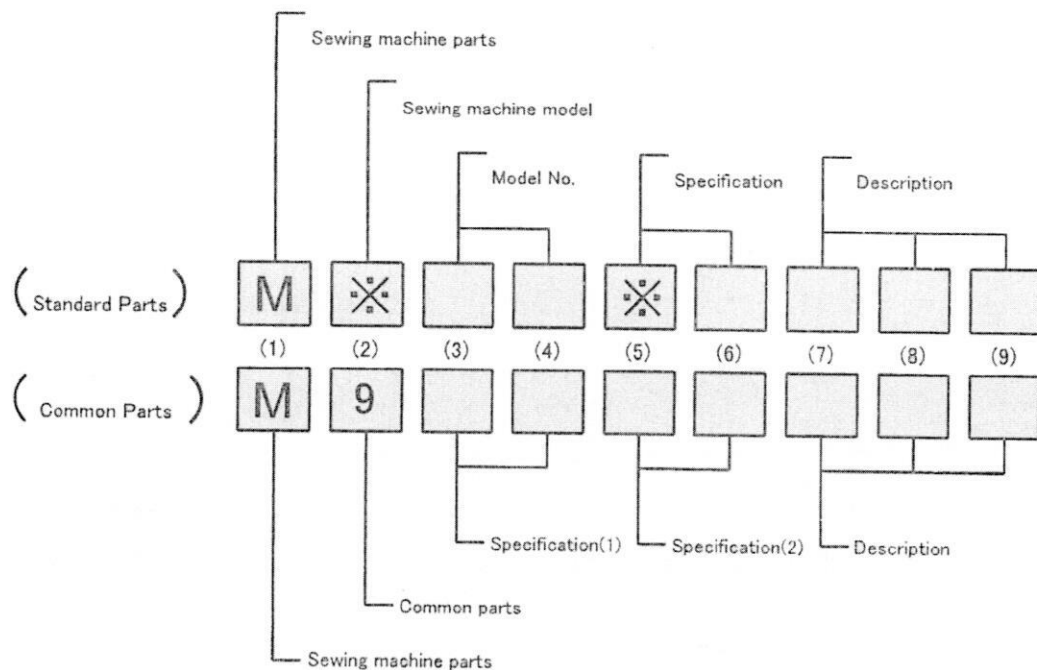 Sewing machine parts
Sewing machine model
Model No. Specification Description
(Standard Parts) M ※ ※
(1) (2) (3) (4) (5) (6) (7) (8) (9)
(Common Parts) M 9
Specification(1) Specification(2) Description
Common parts
Sewing machine parts